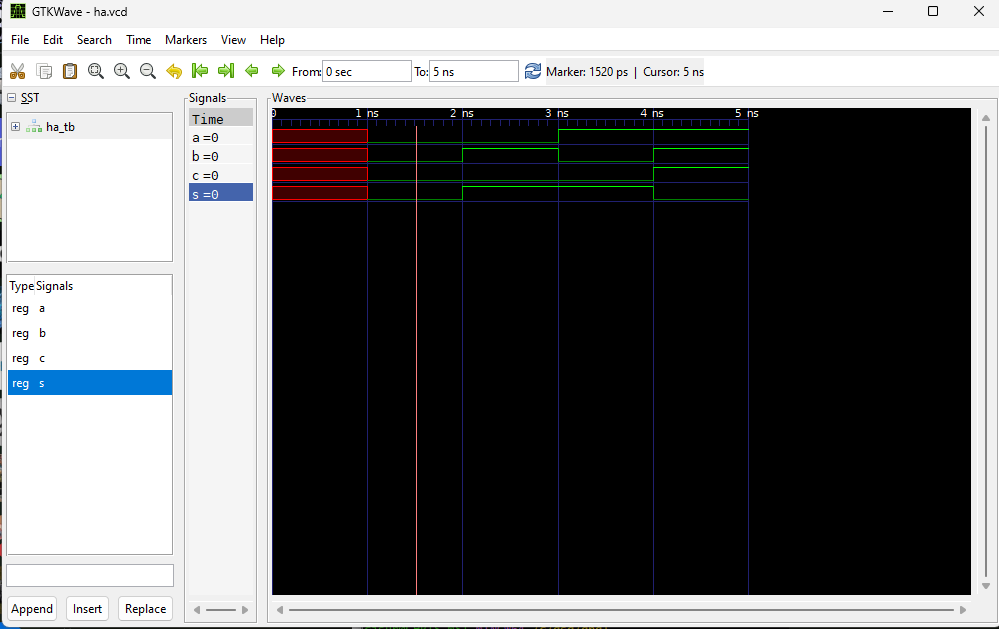 GTKWave - ha.vcd
File Edit Search Time Markers View Help
From: 0 sec To: 5 ns Marker: 1520 ps | Cursor: 5 ns
SST
ha_tb
Type Signals
reg a
reg b
reg c
reg s
Append Insert Replace
Signals
Time
a =0
b =0
c =0
s =0
Waves
0 1 ns 2 ns 3 ns 4 ns 5 ns